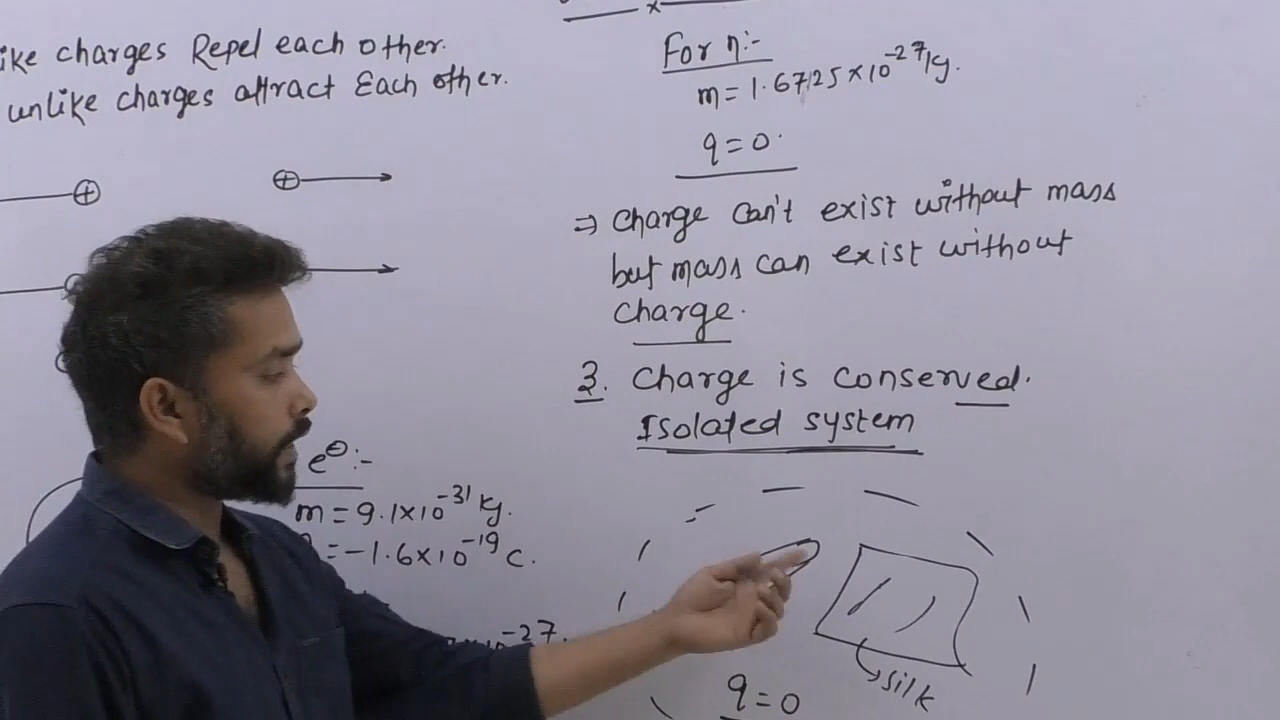 ike charges Repel each other.
unlike charges attract Each other.
e⊖:-
m = 9.1×10⁻³¹ kg.
= -1.6×10⁻¹⁹ c.
10⁻²⁷.
For η:-
m = 1.6725×10⁻²⁷ kg.
q = 0.
⇒ charge can't exist without mass
but mass can exist without
charge.
3. Charge is conserved.
Isolated system
silk
q = 0